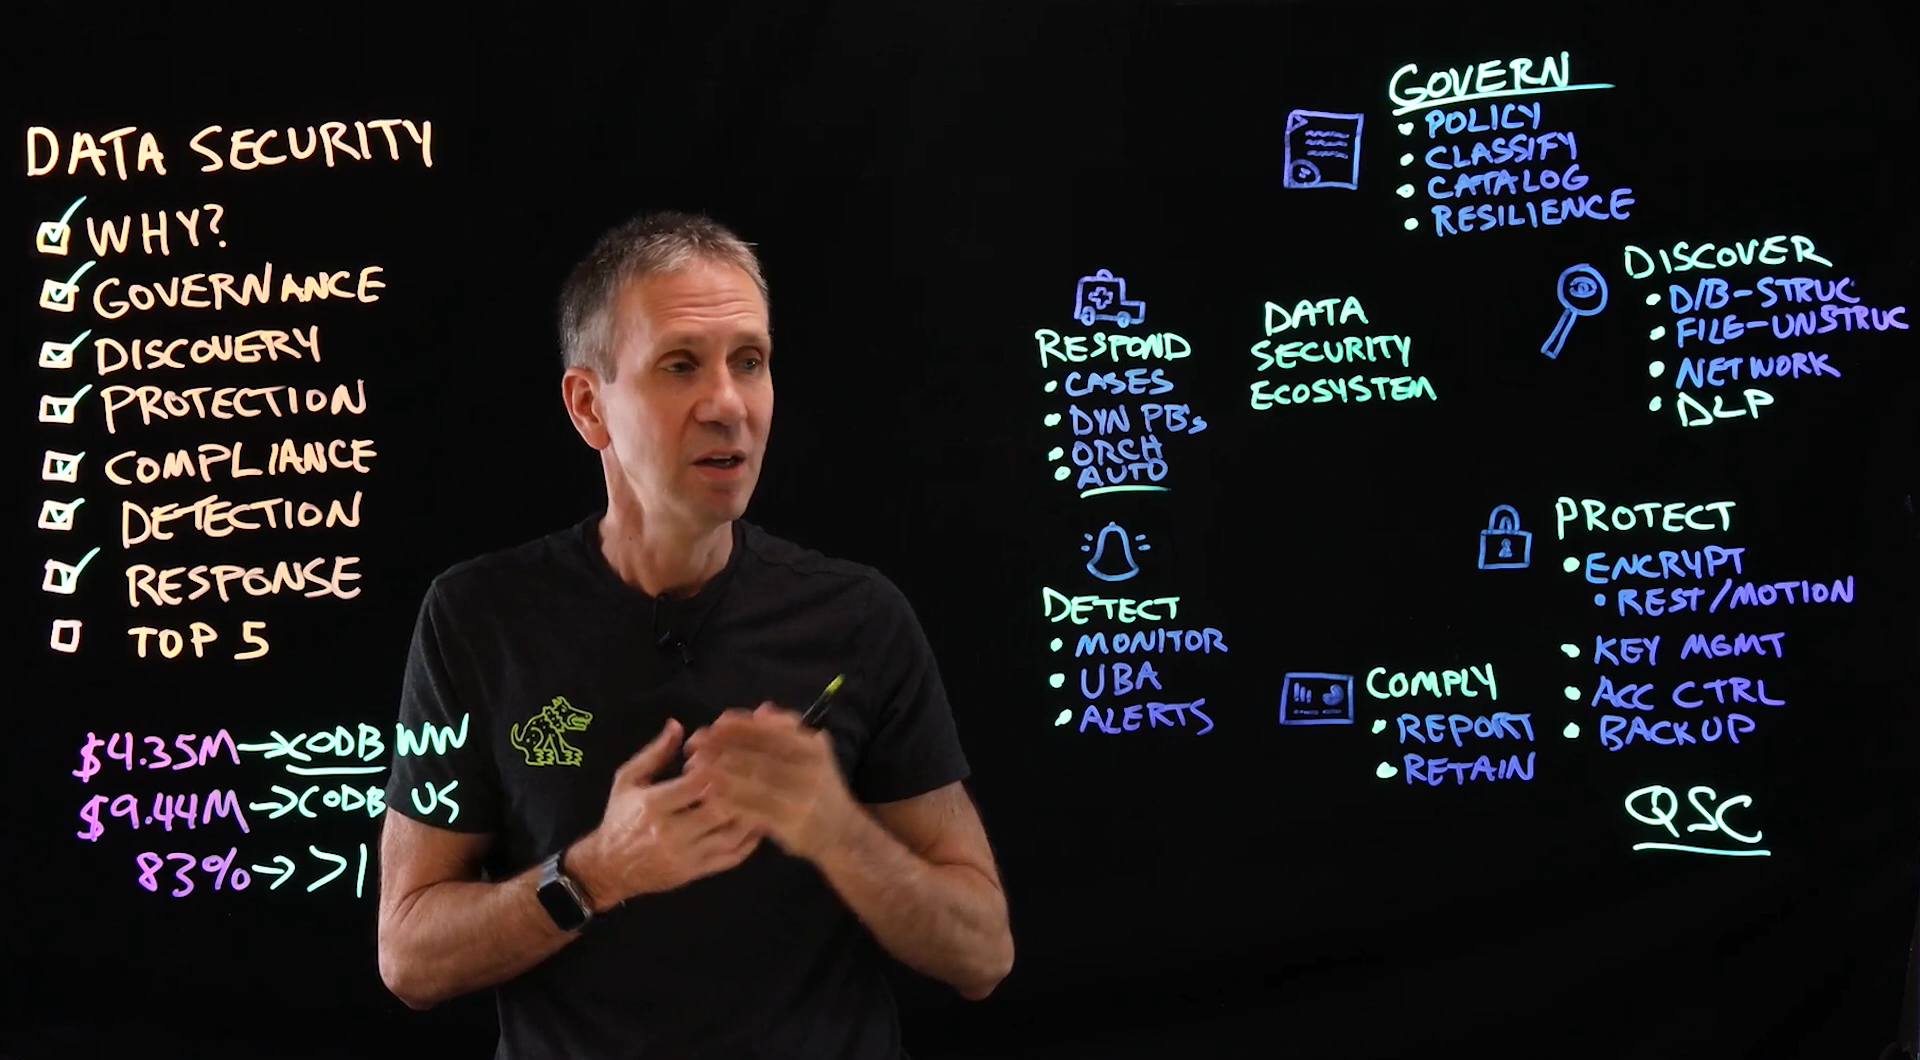 DATA SECURITY
WHY?
GOVERNANCE
DISCOVERY
PROTECTION
COMPLIANCE
DETECTION
RESPONSE
TOP 5
$4.35M→CODB WW
$9.44M→CODB US
83%→>1
DATA
SECURITY
ECOSYSTEM
GOVERN
• POLICY
• CLASSIFY
• CATALOG
• RESILIENCE
DISCOVER
• D/B-STRUC
• FILE-UNSTRUC
• NETWORK
• DLP
PROTECT
• ENCRYPT
• REST/MOTION
• KEY MGMT
• ACC CTRL
• BACKUP
QSC
COMPLY
• REPORT
• RETAIN
DETECT
• MONITOR
• UBA
• ALERTS
RESPOND
• CASES
• DYN PB's
• ORCH
• AUTO